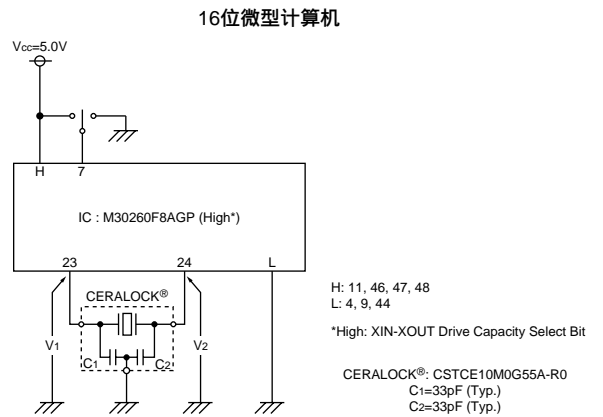 16位微型计算机
Vcc=5.0V
H
7
IC : M30260F8AGP (High*)
23
24
L
CERALOCK®
V1
V2
C1
C2
H: 11, 46, 47, 48
L: 4, 9, 44
*High: XIN-XOUT Drive Capacity Select Bit
CERALOCK®: CSTCE10M0G55A-R0
C1=33pF (Typ.)
C2=33pF (Typ.)